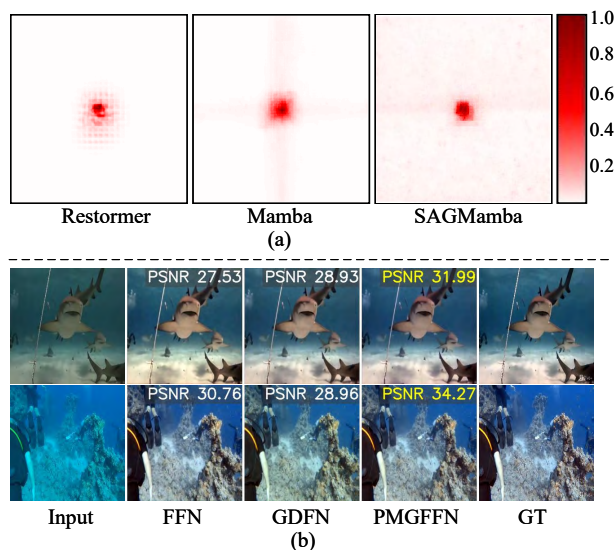 1.0
0.8
0.6
0.4
0.2
Restormer Mamba SAGMamba
(a)
PSNR 27.53 PSNR 28.93 PSNR 31.99
PSNR 30.76 PSNR 28.96 PSNR 34.27
Input FFN GDFN PMGFFN GT
(b)